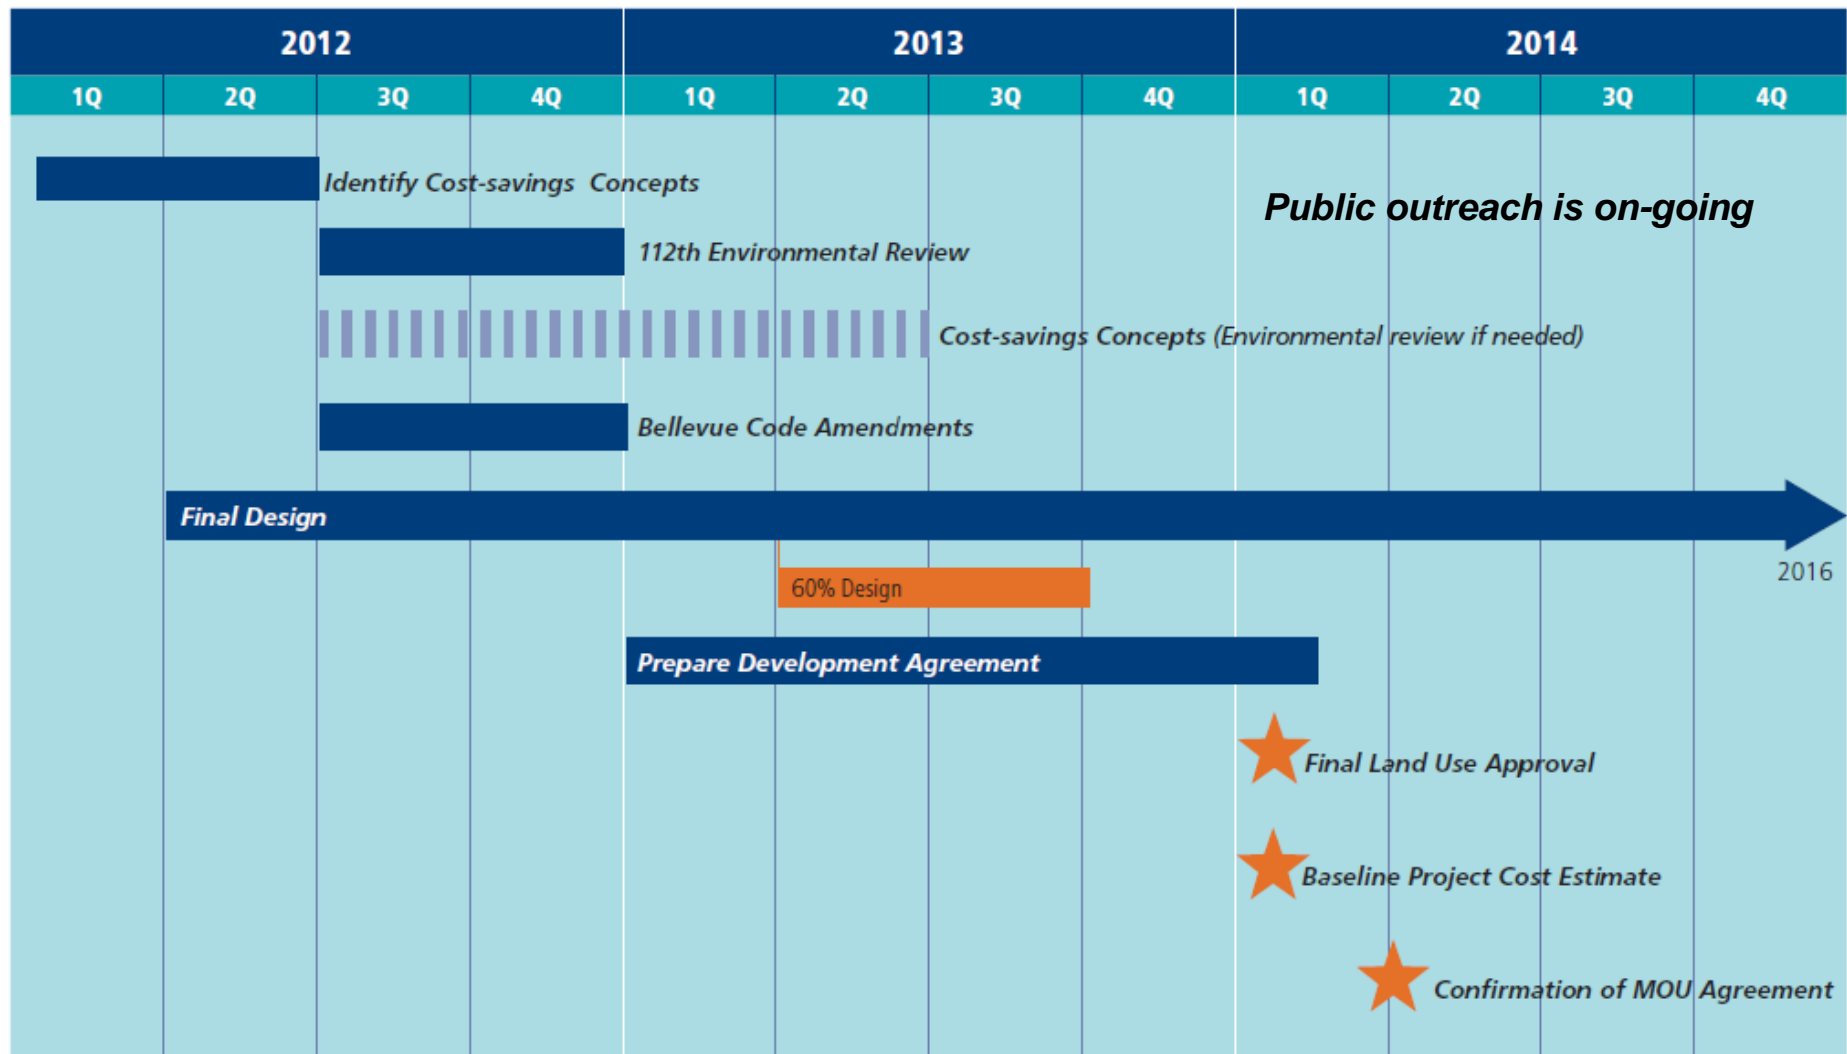 2012 2013 2014
1Q 2Q 3Q 4Q 1Q 2Q 3Q 4Q 1Q 2Q 3Q 4Q
Identify Cost-savings Concepts
Public outreach is on-going
112th Environmental Review
Cost-savings Concepts (Environmental review if needed)
Bellevue Code Amendments
Final Design
2016
60% Design
Prepare Development Agreement
Final Land Use Approval
Baseline Project Cost Estimate
Confirmation of MOU Agreement